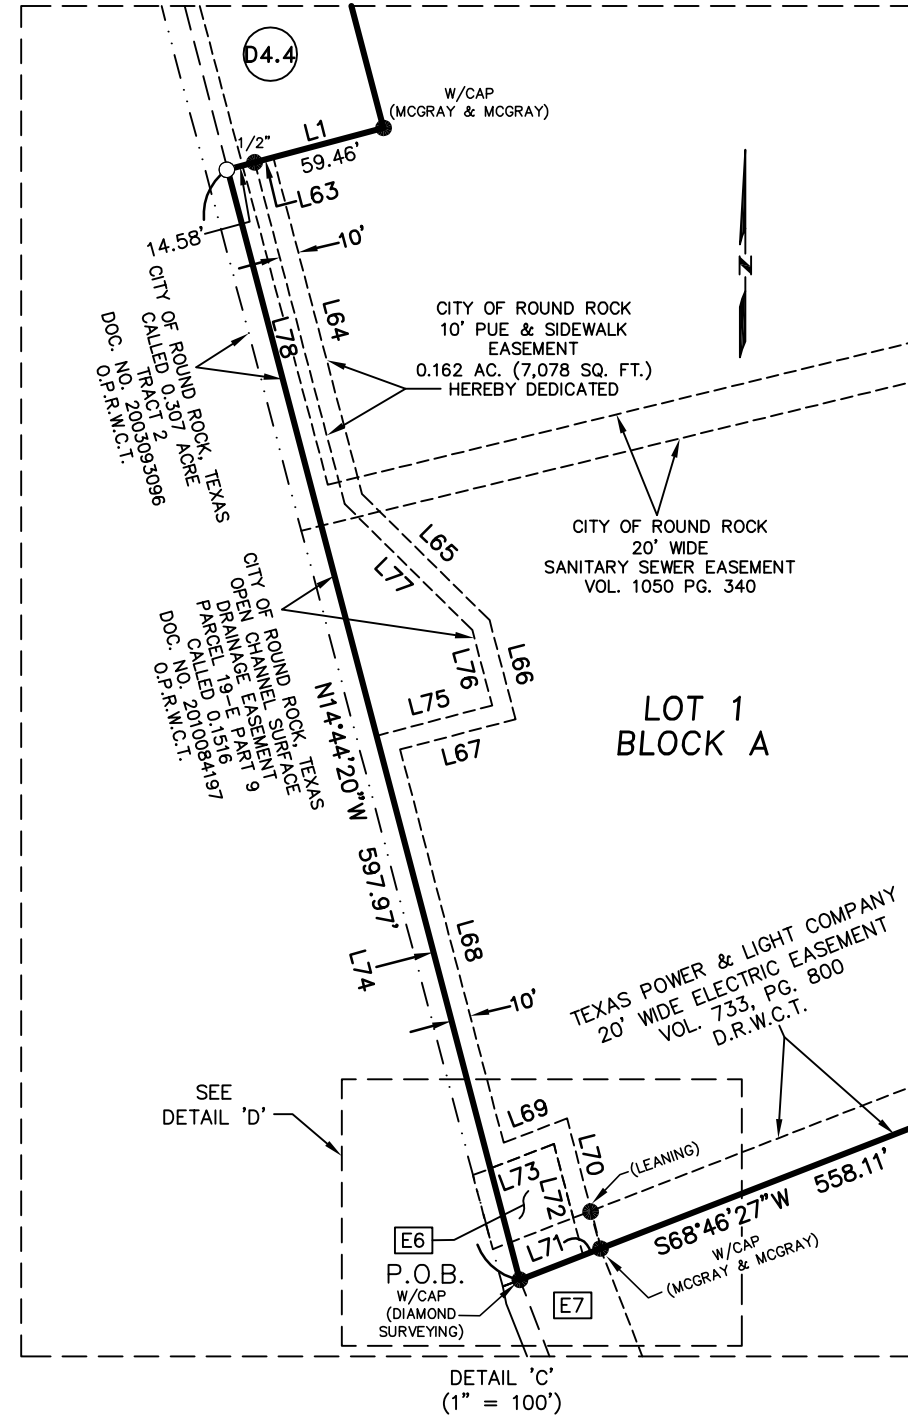 D4.4
W/CAP
(MCGRAY & MCGRAY)
1/2"
L1
59.46'
L63
14.58'
10'
N
CITY OF ROUND ROCK, TEXAS
CALLED 0.307 ACRE
TRACT 2
DOC. NO. 2003093096
O.P.R.W.C.T.
L78
L64
CITY OF ROUND ROCK
10' PUE & SIDEWALK
EASEMENT
0.162 AC. (7,078 SQ. FT.)
HEREBY DEDICATED
CITY OF ROUND ROCK
20' WIDE
SANITARY SEWER EASEMENT
VOL. 1050 PG. 340
L65
L77
CITY OF ROUND ROCK, TEXAS
OPEN CHANNEL SURFACE
DRAINAGE EASEMENT
PARCEL 19-E PART 9
CALLED 0.1516
DOC. NO. 2010084197
O.P.R.W.C.T.
L76
L66
L75
L67
LOT 1
BLOCK A
N14°44'20"W 597.97'
L74
L68
10'
TEXAS POWER & LIGHT COMPANY
20' WIDE ELECTRIC EASEMENT
VOL. 733, PG. 800
D.R.W.C.T.
SEE
DETAIL 'D'
L69
L70
(LEANING)
L73
L72
L71
S68°46'27"W 558.11'
W/CAP
(MCGRAY & MCGRAY)
E6
P.O.B.
W/CAP
(DIAMOND
SURVEYING)
E7
DETAIL 'C'
(1" = 100')